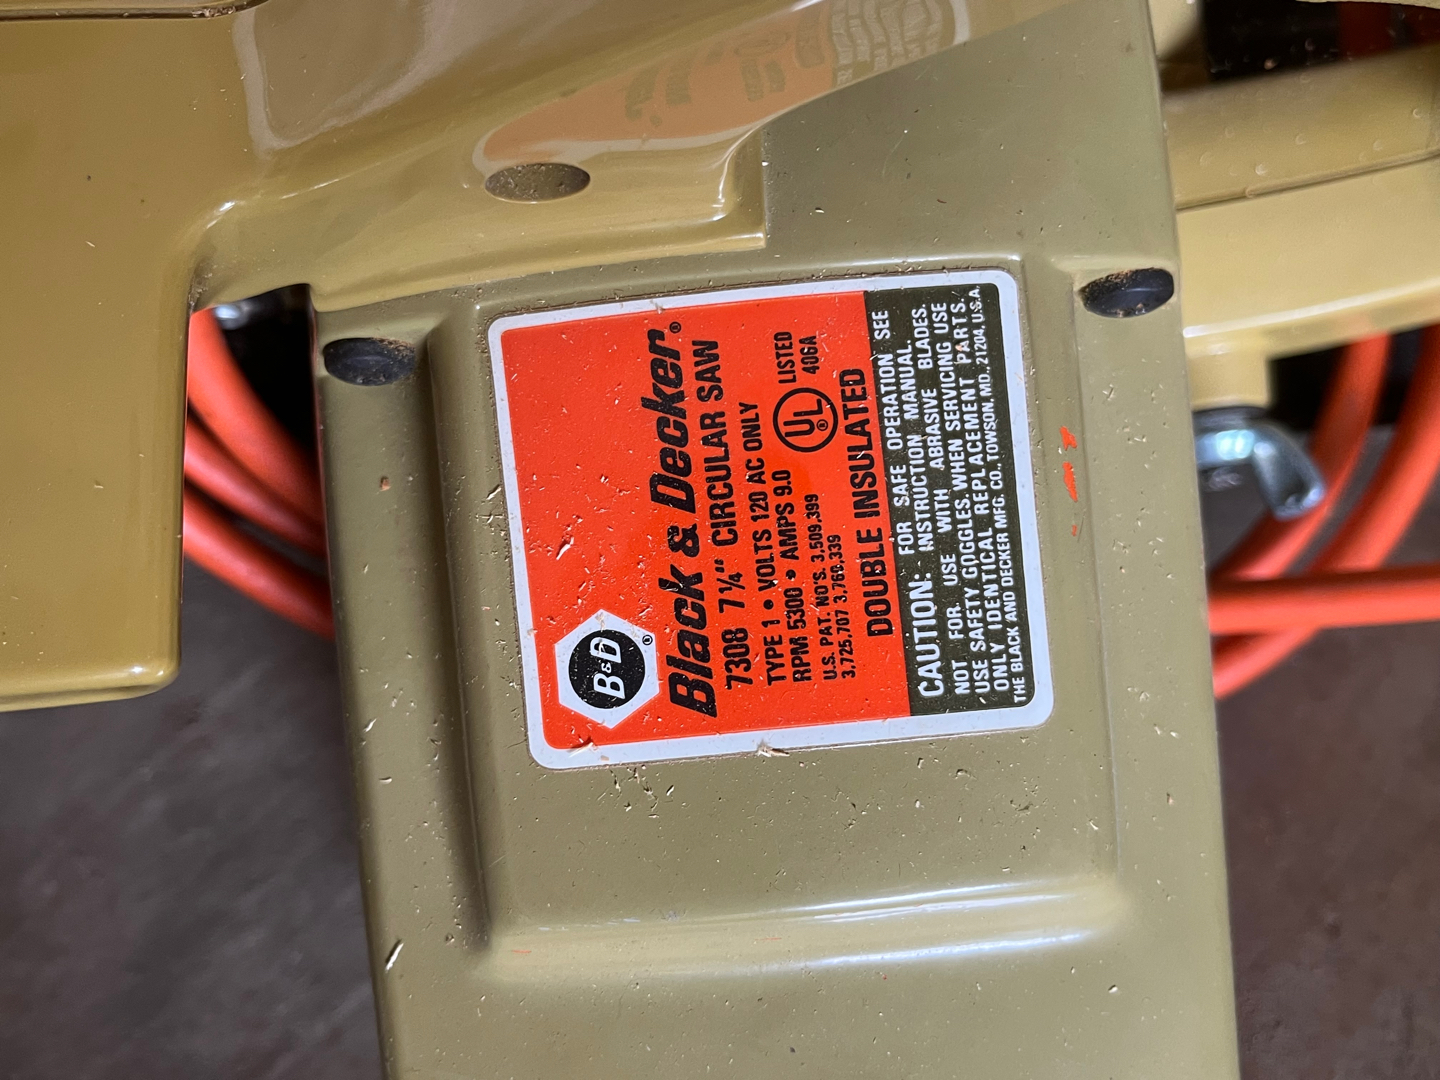 B&D®
Black & Decker®
7308 7¼" CIRCULAR SAW
TYPE 1 • VOLTS 120 AC ONLY
RPM 5300 • AMPS 9.0
U.S. PAT. NO'S. 3,509,399
3,725,707 3,768,339
UL® LISTED
406A
DOUBLE INSULATED
CAUTION: FOR SAFE OPERATION SEE
INSTRUCTION MANUAL.
NOT FOR USE WITH ABRASIVE BLADES.
USE SAFETY GOGGLES. WHEN SERVICING USE
ONLY IDENTICAL REPLACEMENT PARTS.
THE BLACK AND DECKER MFG. CO., TOWSON, MD., 21204, U.S.A.